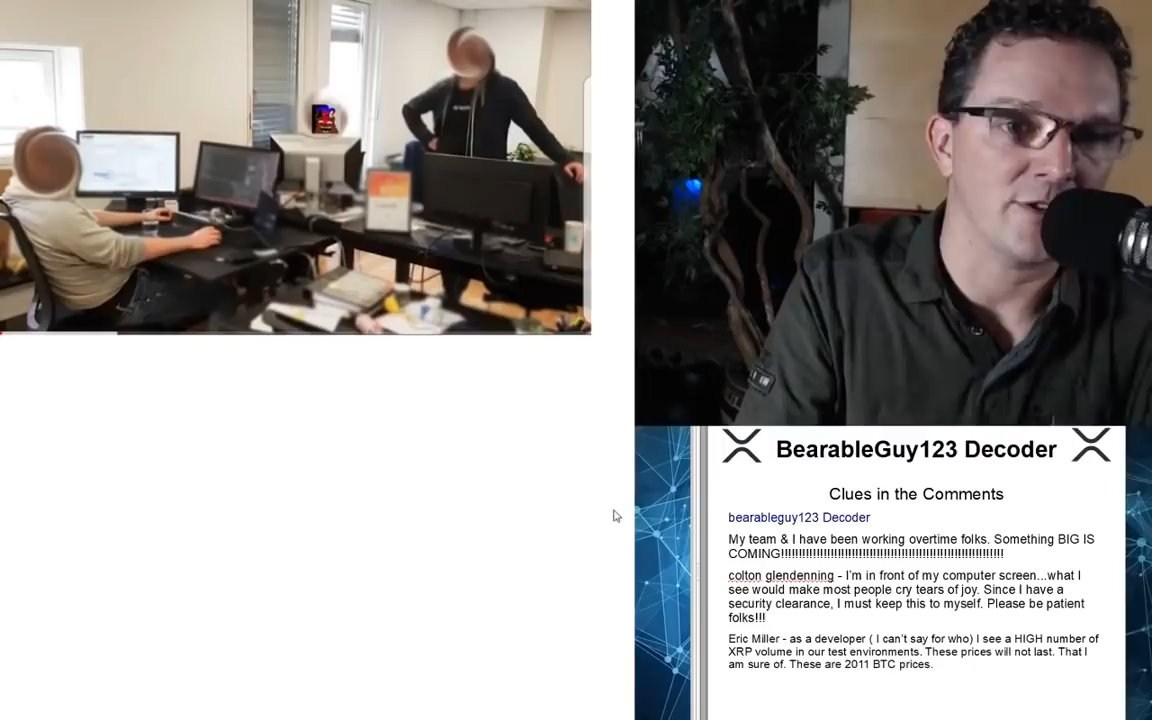 BearableGuy123 Decoder
Clues in the Comments
bearableguy123 Decoder
My team & I have been working overtime folks. Something BIG IS
COMING!!!!!!!!!!!!!!!!!!!!!!!!!!!!!!!!!!!!!!!!!!!!!!!!!!!!!!!!!!!!!!
colton glendenning - I'm in front of my computer screen...what I
see would make most people cry tears of joy. Since I have a
security clearance, I must keep this to myself. Please be patient
folks!!!
Eric Miller - as a developer ( I can't say for who) I see a HIGH number of
XRP volume in our test environments. These prices will not last. That I
am sure of. These are 2011 BTC prices.